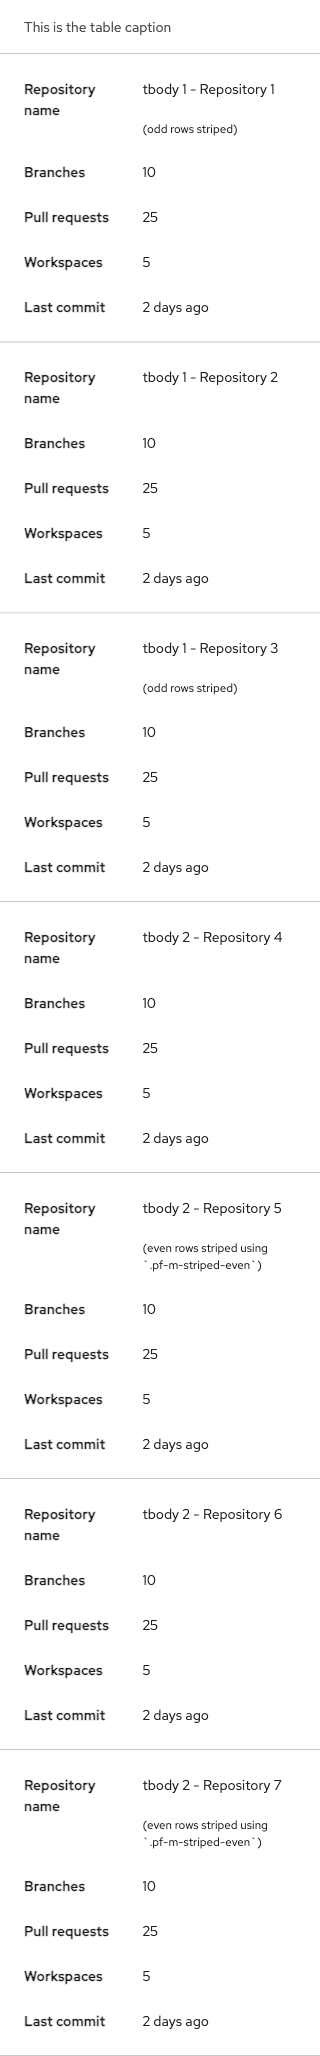 This is the table caption
Repository name tbody 1 - Repository 1
(odd rows striped)
Branches 10
Pull requests 25
Workspaces 5
Last commit 2 days ago
Repository name tbody 1 - Repository 2
Branches 10
Pull requests 25
Workspaces 5
Last commit 2 days ago
Repository name tbody 1 - Repository 3
(odd rows striped)
Branches 10
Pull requests 25
Workspaces 5
Last commit 2 days ago
Repository name tbody 2 - Repository 4
Branches 10
Pull requests 25
Workspaces 5
Last commit 2 days ago
Repository name tbody 2 - Repository 5
(even rows striped using
`.pf-m-striped-even`)
Branches 10
Pull requests 25
Workspaces 5
Last commit 2 days ago
Repository name tbody 2 - Repository 6
Branches 10
Pull requests 25
Workspaces 5
Last commit 2 days ago
Repository name tbody 2 - Repository 7
(even rows striped using
`.pf-m-striped-even`)
Branches 10
Pull requests 25
Workspaces 5
Last commit 2 days ago